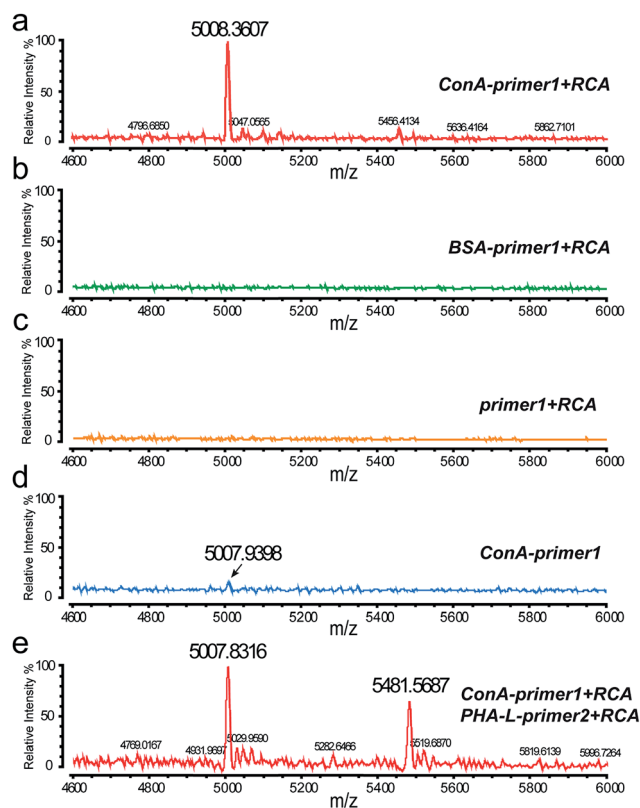 a
5008.3607
Relative Intensity %
100
50
0
4796.6850
5047.0565
5456.4134
5636.4164
5862.7101
ConA-primer1+RCA
4600 4800 5000 5200 5400 5600 5800 6000
m/z
b
Relative Intensity %
100
50
0
BSA-primer1+RCA
4600 4800 5000 5200 5400 5600 5800 6000
m/z
c
Relative Intensity %
100
50
0
primer1+RCA
4600 4800 5000 5200 5400 5600 5800 6000
m/z
d
Relative Intensity %
100
50
0
5007.9398
ConA-primer1
4600 4800 5000 5200 5400 5600 5800 6000
m/z
e
5007.8316
Relative Intensity %
100
50
0
5481.5687
ConA-primer1+RCA
PHA-L-primer2+RCA
4769.0167
4931.9697
5029.9590
5282.6466
5519.6870
5819.6139
5996.7264
4600 4800 5000 5200 5400 5600 5800 6000
m/z